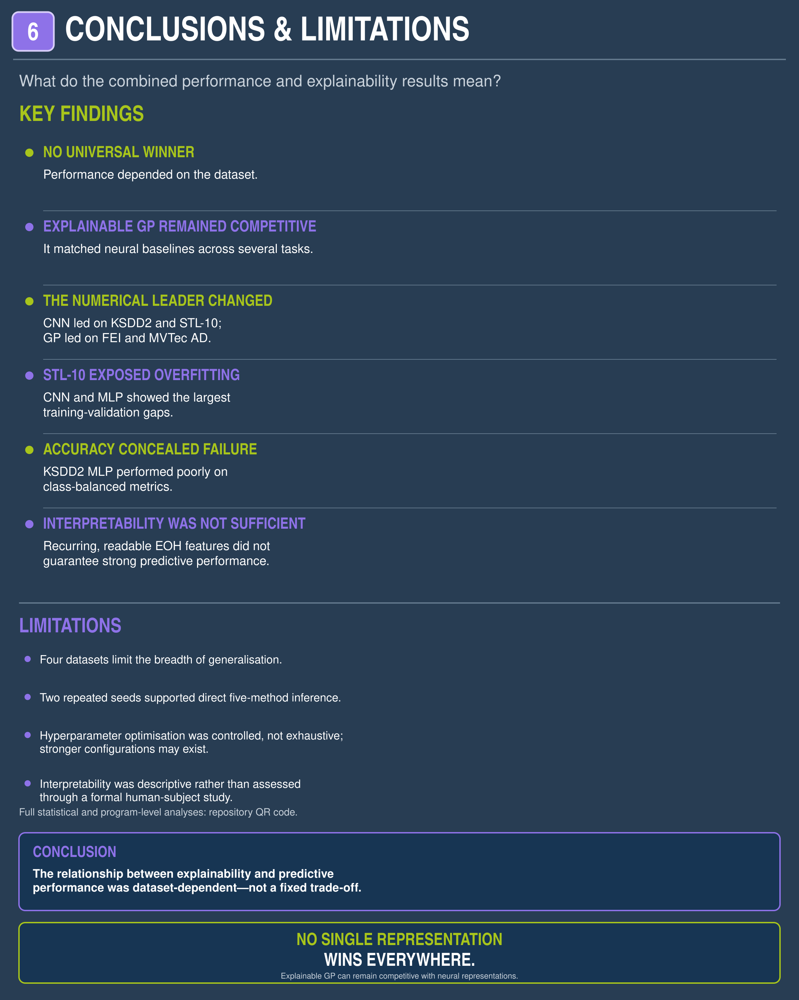 6
CONCLUSIONS & LIMITATIONS
What do the combined performance and explainability results mean?
KEY FINDINGS
NO UNIVERSAL WINNER
Performance depended on the dataset.
EXPLAINABLE GP REMAINED COMPETITIVE
It matched neural baselines across several tasks.
THE NUMERICAL LEADER CHANGED
CNN led on KSDD2 and STL-10;
GP led on FEI and MVTec AD.
STL-10 EXPOSED OVERFITTING
CNN and MLP showed the largest
training-validation gaps.
ACCURACY CONCEALED FAILURE
KSDD2 MLP performed poorly on
class-balanced metrics.
INTERPRETABILITY WAS NOT SUFFICIENT
Recurring, readable EOH features did not
guarantee strong predictive performance.
LIMITATIONS
Four datasets limit the breadth of generalisation.
Two repeated seeds supported direct five-method inference.
Hyperparameter optimisation was controlled, not exhaustive;
stronger configurations may exist.
Interpretability was descriptive rather than assessed
through a formal human-subject study.
Full statistical and program-level analyses: repository QR code.
CONCLUSION
The relationship between explainability and predictive
performance was dataset-dependent—not a fixed trade-off.
NO SINGLE REPRESENTATION
WINS EVERYWHERE.
Explainable GP can remain competitive with neural representations.